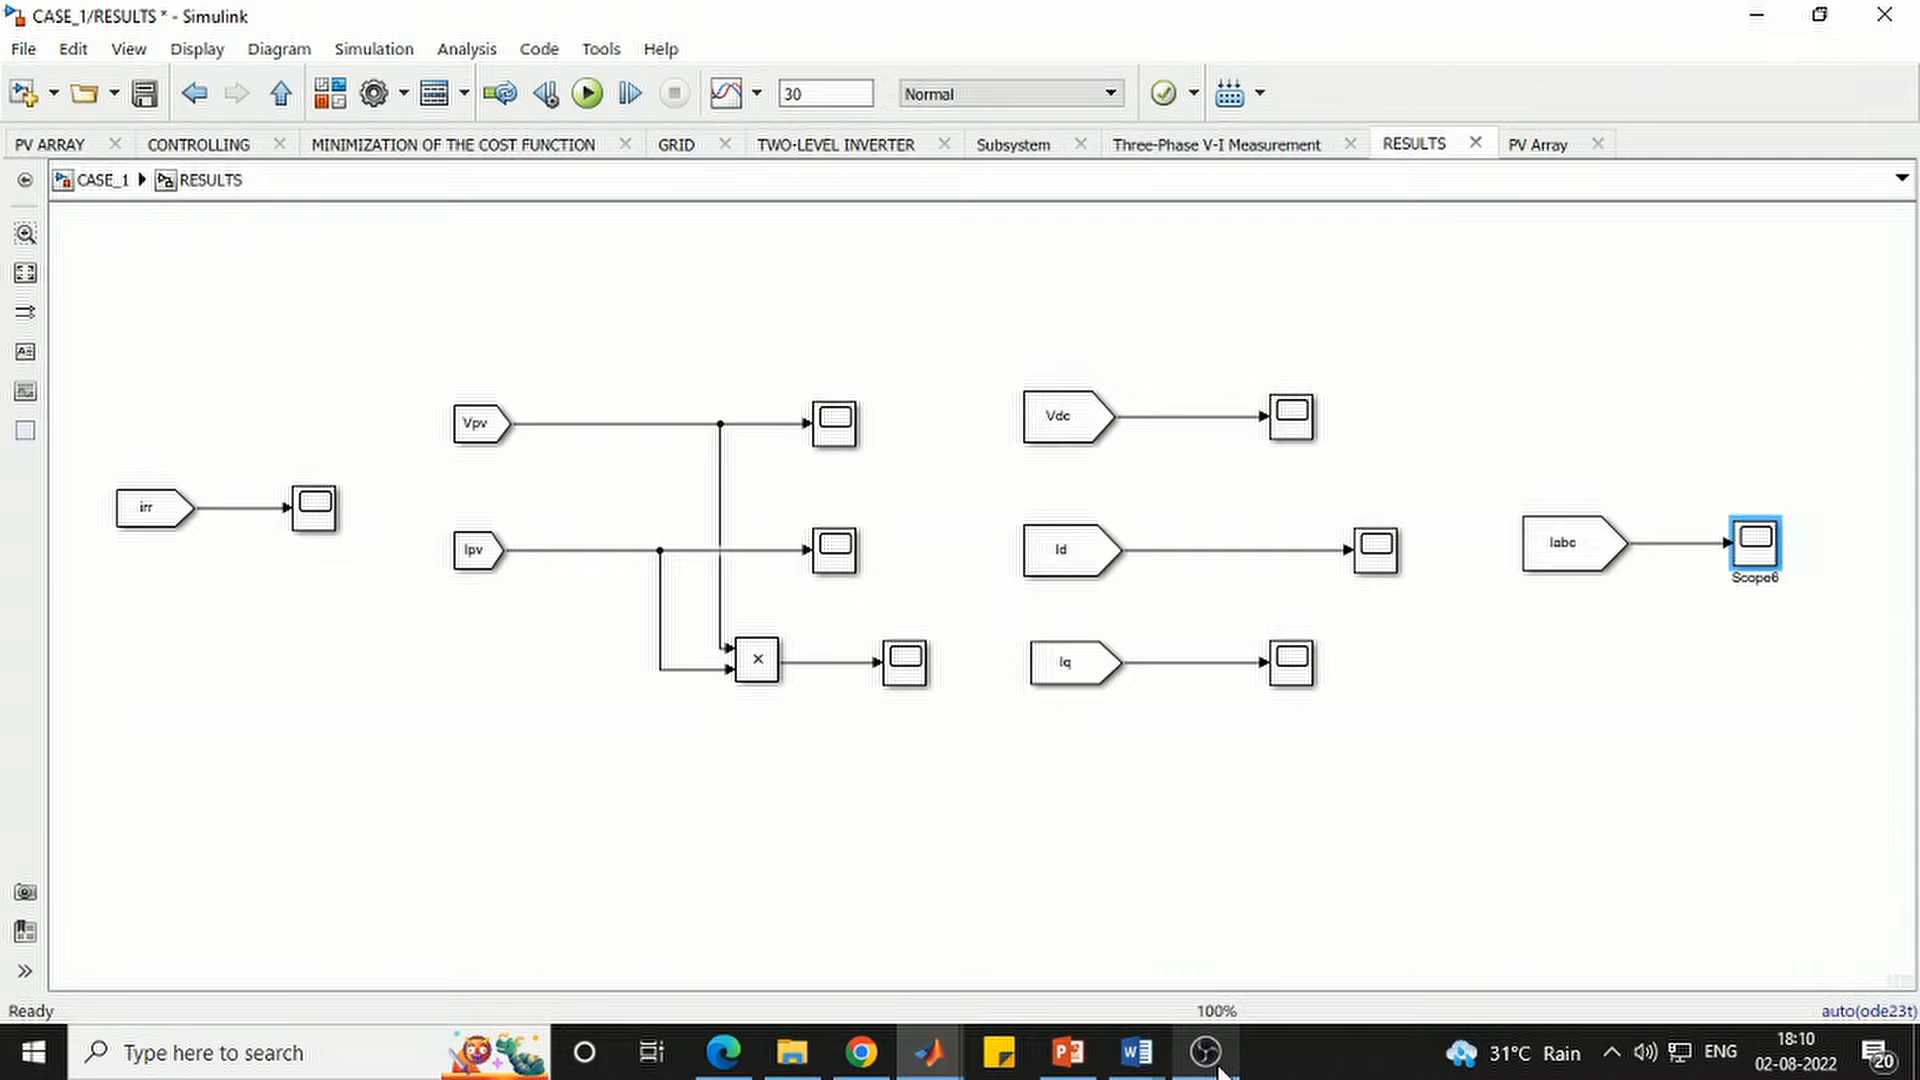 CASE_1/RESULTS * - Simulink
File Edit View Display Diagram Simulation Analysis Code Tools Help
30 Normal
PV ARRAY CONTROLLING MINIMIZATION OF THE COST FUNCTION GRID TWO-LEVEL INVERTER Subsystem Three-Phase V-I Measurement RESULTS PV Array
CASE_1 RESULTS
Vpv
Vdc
irr
Ipv
Id
Iabc
Scope6
×
Iq
Ready 100% auto(ode23t)
Type here to search
31°C Rain
ENG
18:10
02-08-2022
20